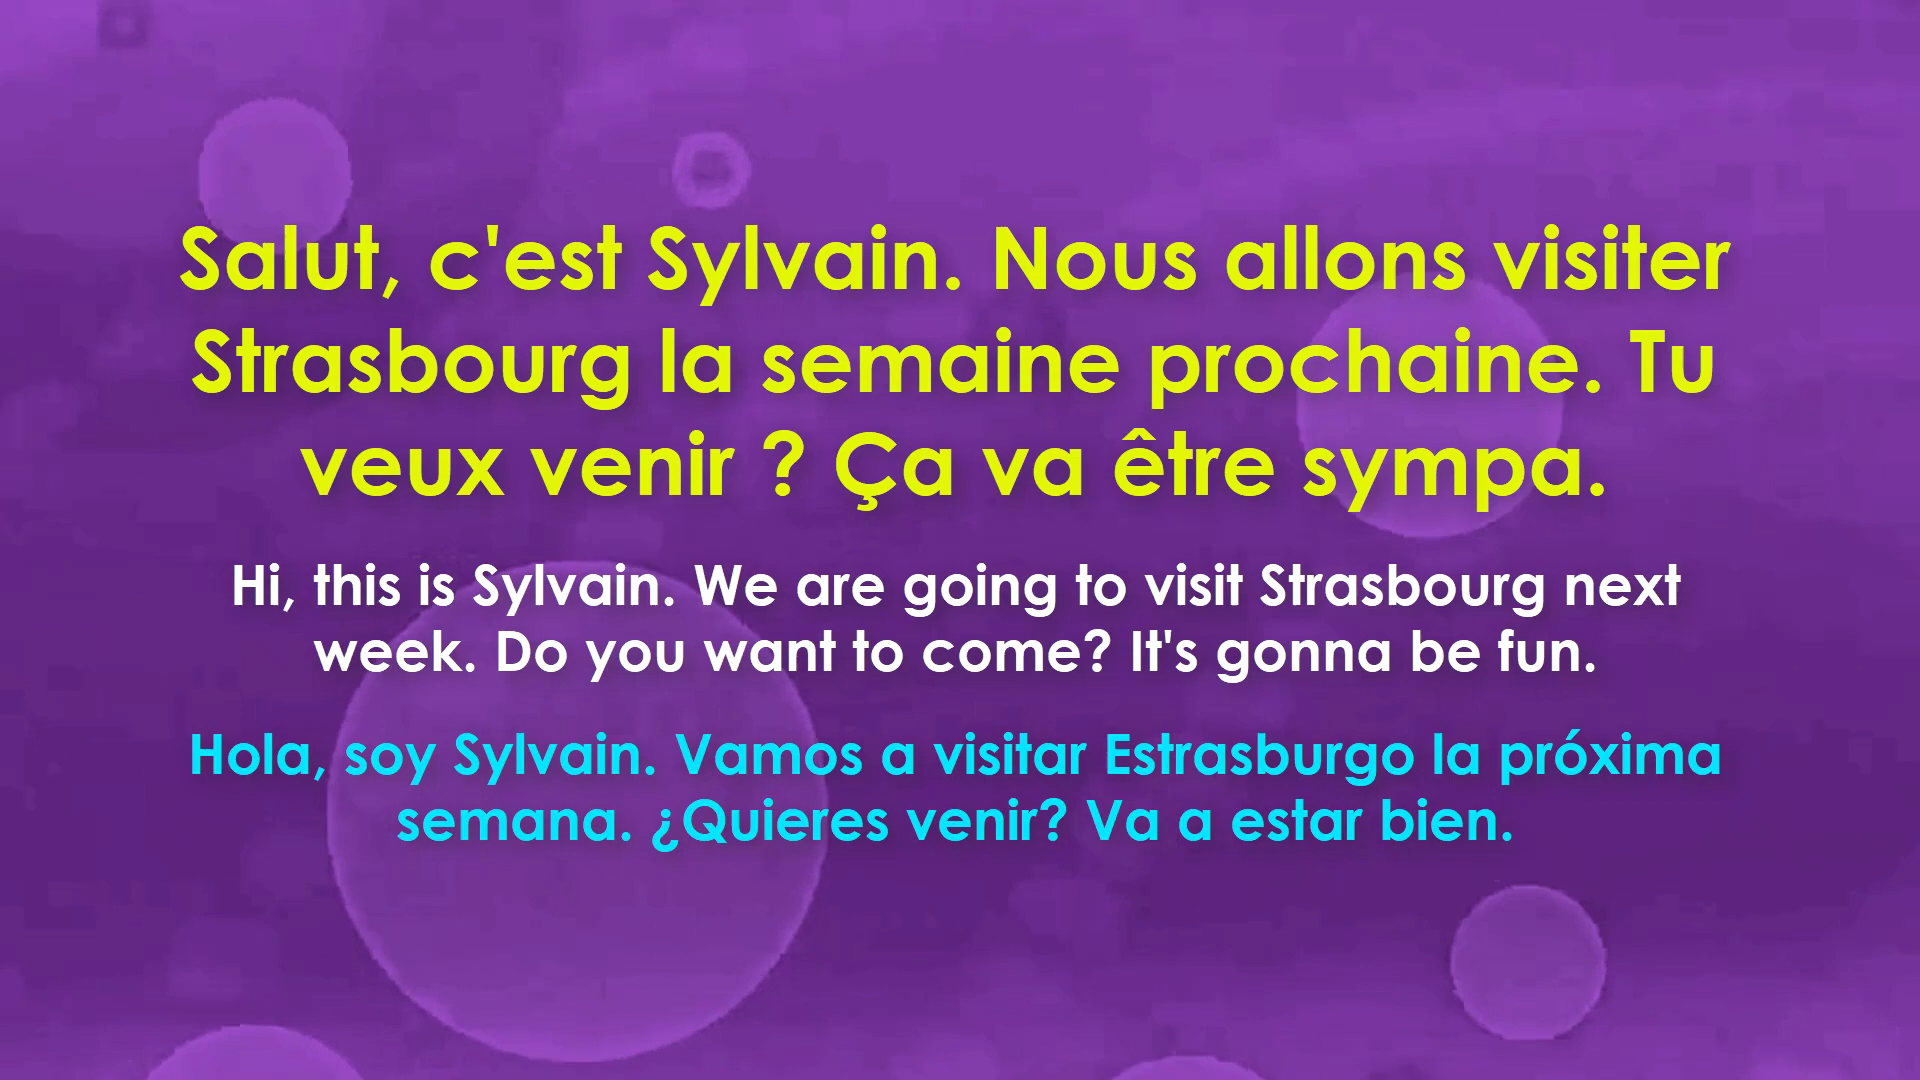 Salut, c'est Sylvain. Nous allons visiter
Strasbourg la semaine prochaine. Tu
veux venir ? Ça va être sympa.
Hi, this is Sylvain. We are going to visit Strasbourg next
week. Do you want to come? It's gonna be fun.
Hola, soy Sylvain. Vamos a visitar Estrasburgo la próxima
semana. ¿Quieres venir? Va a estar bien.